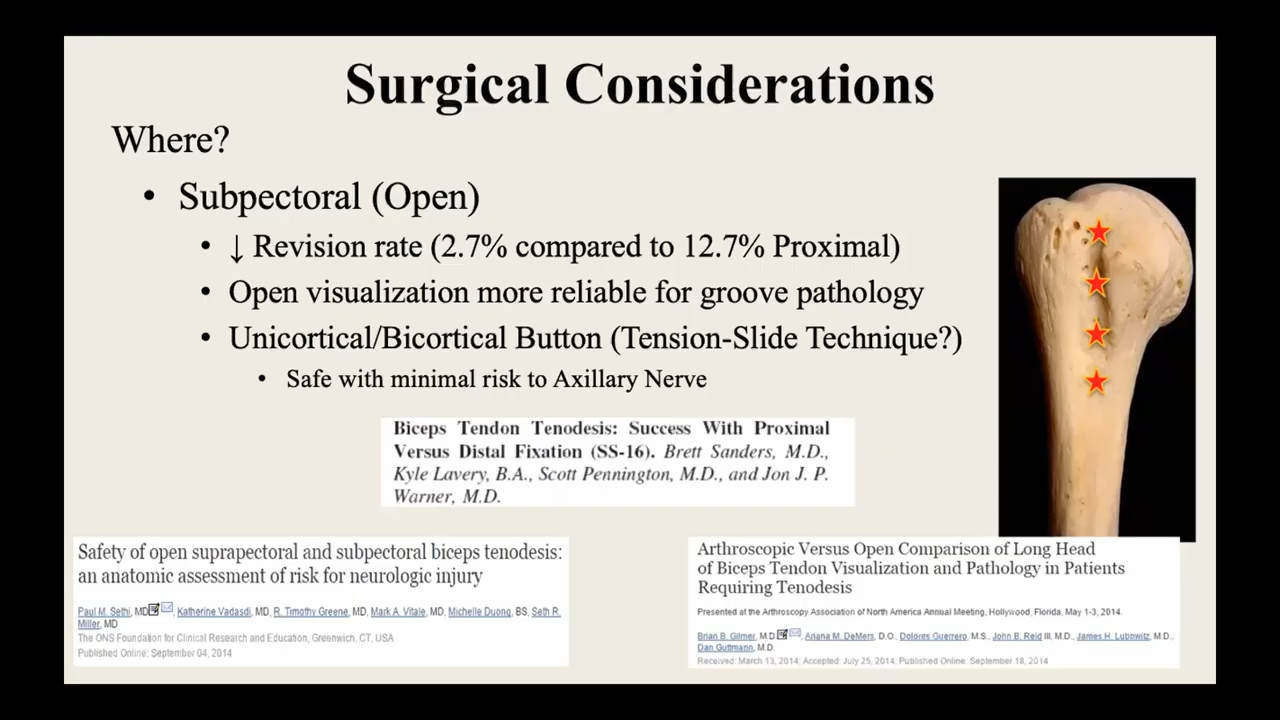 Surgical Considerations
Where?
• Subpectoral (Open)
• ↓ Revision rate (2.7% compared to 12.7% Proximal)
• Open visualization more reliable for groove pathology
• Unicortical/Bicortical Button (Tension-Slide Technique?)
• Safe with minimal risk to Axillary Nerve
Biceps Tendon Tenodesis: Success With Proximal
Versus Distal Fixation (SS-16). Brett Sanders, M.D.,
Kyle Lavery, B.A., Scott Pennington, M.D., and Jon J. P.
Warner, M.D.
Safety of open suprapectoral and subpectoral biceps tenodesis:
an anatomic assessment of risk for neurologic injury
Paul M. Sethi, MD, Katherine Vadasdi, MD, R. Timothy Greene, MD, Mark A. Vitale, MD, Michelle Duong, BS, Seth R.
Miller, MD
The ONS Foundation for Clinical Research and Education, Greenwich, CT, USA
Published Online: September 04, 2014
Arthroscopic Versus Open Comparison of Long Head
of Biceps Tendon Visualization and Pathology in Patients
Requiring Tenodesis
Presented at the Arthroscopy Association of North America Annual Meeting, Hollywood, Florida, May 1-3, 2014.
Brian B. Gilmer, M.D., Ariana M. DeMers, D.O., Dolores Guerrero, M.S., John B. Reid III, M.D., James H. Lubowitz, M.D.,
Dan Guttmann, M.D.
Received: March 13, 2014; Accepted: July 25, 2014; Published Online: September 18, 2014